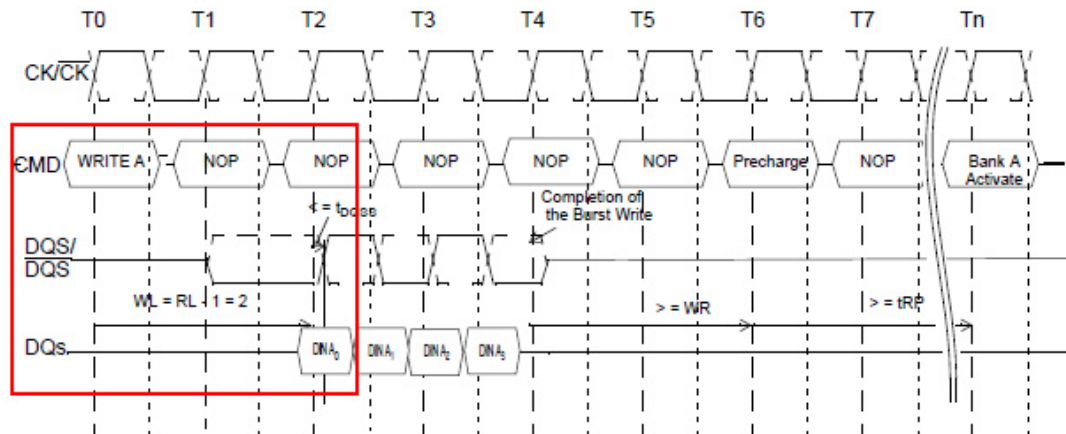 T0 T1 T2 T3 T4 T5 T6 T7 Tn
CK/CK
CMD WRITE A NOP NOP NOP NOP NOP Precharge NOP Bank A
Activate
< = tDQSS
Completion of
the Burst Write
DQS/
DQS
WL = RL - 1 = 2
> = WR
> = tRP
DQs
DINA0 DINA1 DINA2 DINA3